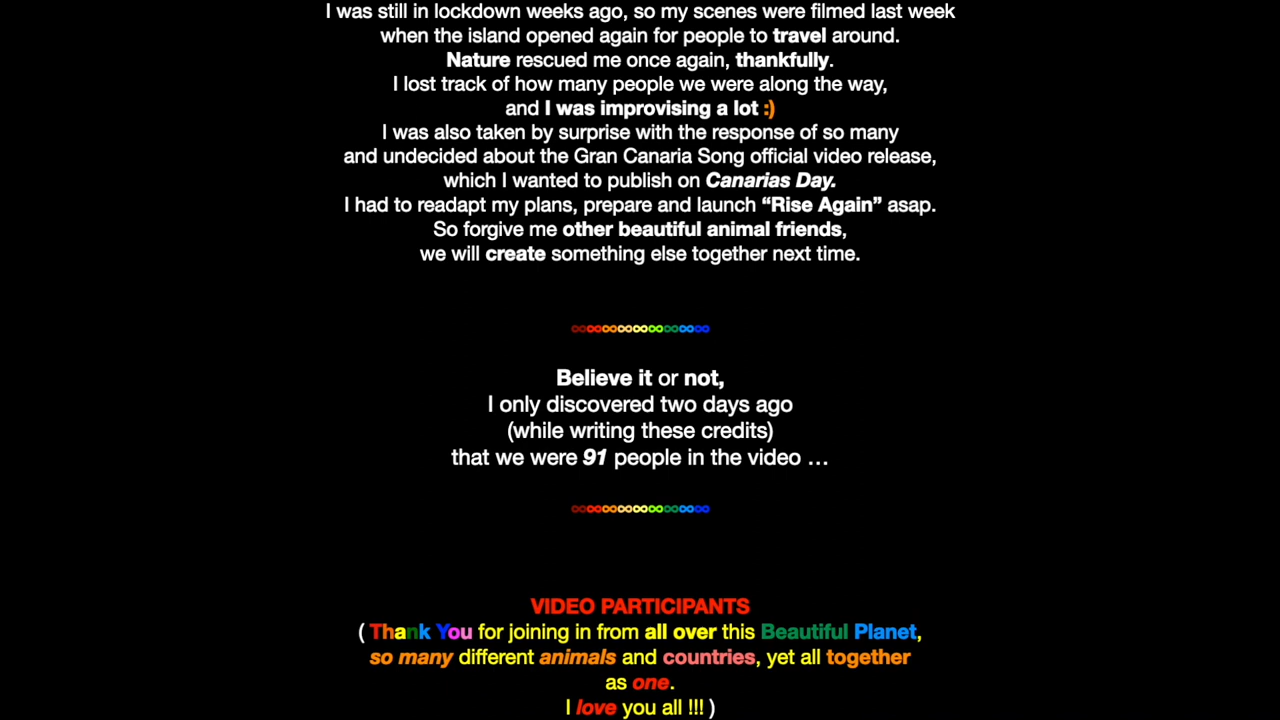 I was still in lockdown weeks ago, so my scenes were filmed last week
when the island opened again for people to travel around.
Nature rescued me once again, thankfully.
I lost track of how many people we were along the way,
and I was improvising a lot :)
I was also taken by surprise with the response of so many
and undecided about the Gran Canaria Song official video release,
which I wanted to publish on Canarias Day.
I had to readapt my plans, prepare and launch “Rise Again” asap.
So forgive me other beautiful animal friends,
we will create something else together next time.
∞∞∞∞∞∞∞∞∞
Believe it or not,
I only discovered two days ago
(while writing these credits)
that we were 91 people in the video …
∞∞∞∞∞∞∞∞∞
VIDEO PARTICIPANTS
( Thank You for joining in from all over this Beautiful Planet,
so many different animals and countries, yet all together
as one.
I love you all !!! )